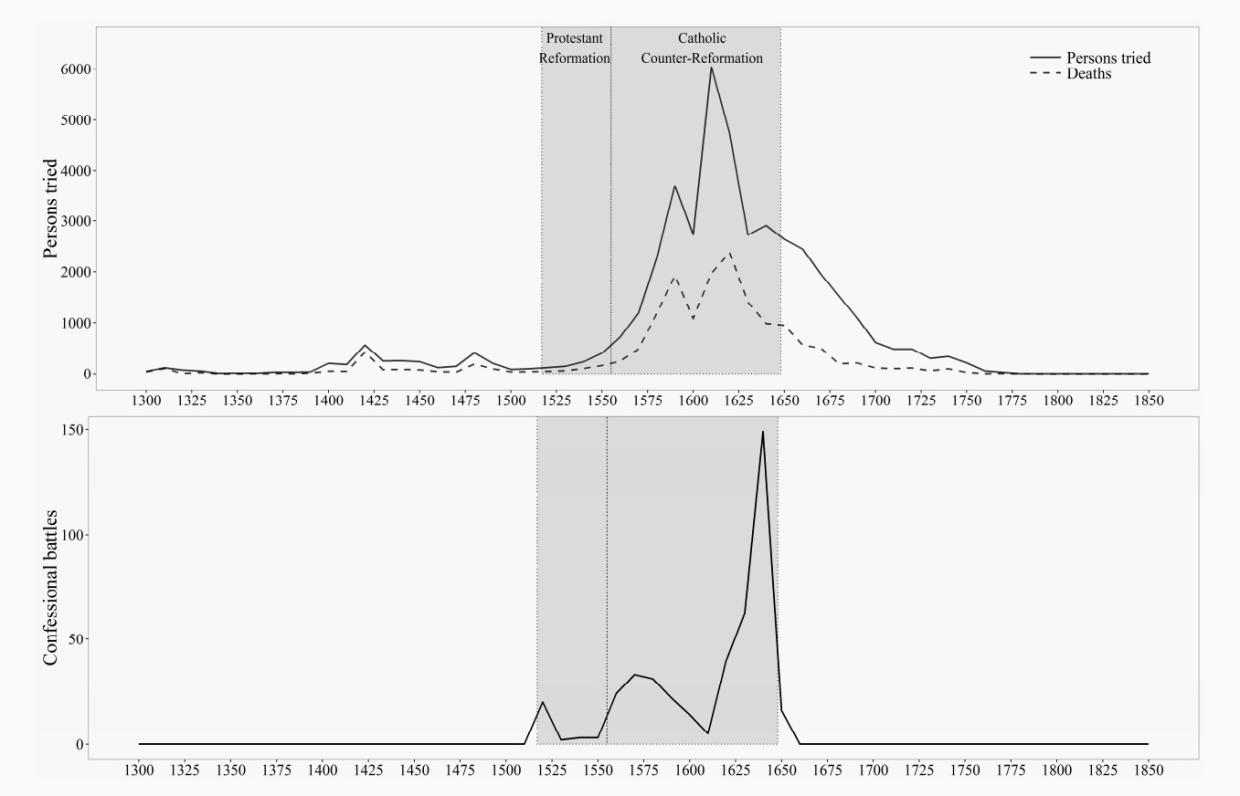 Protestant
Reformation
Catholic
Counter-Reformation
Persons tried
Deaths
Persons tried
6000
5000
4000
3000
2000
1000
0
1300 1325 1350 1375 1400 1425 1450 1475 1500 1525 1550 1575 1600 1625 1650 1675 1700 1725 1750 1775 1800 1825 1850
Confessional battles
150
100
50
0
1300 1325 1350 1375 1400 1425 1450 1475 1500 1525 1550 1575 1600 1625 1650 1675 1700 1725 1750 1775 1800 1825 1850